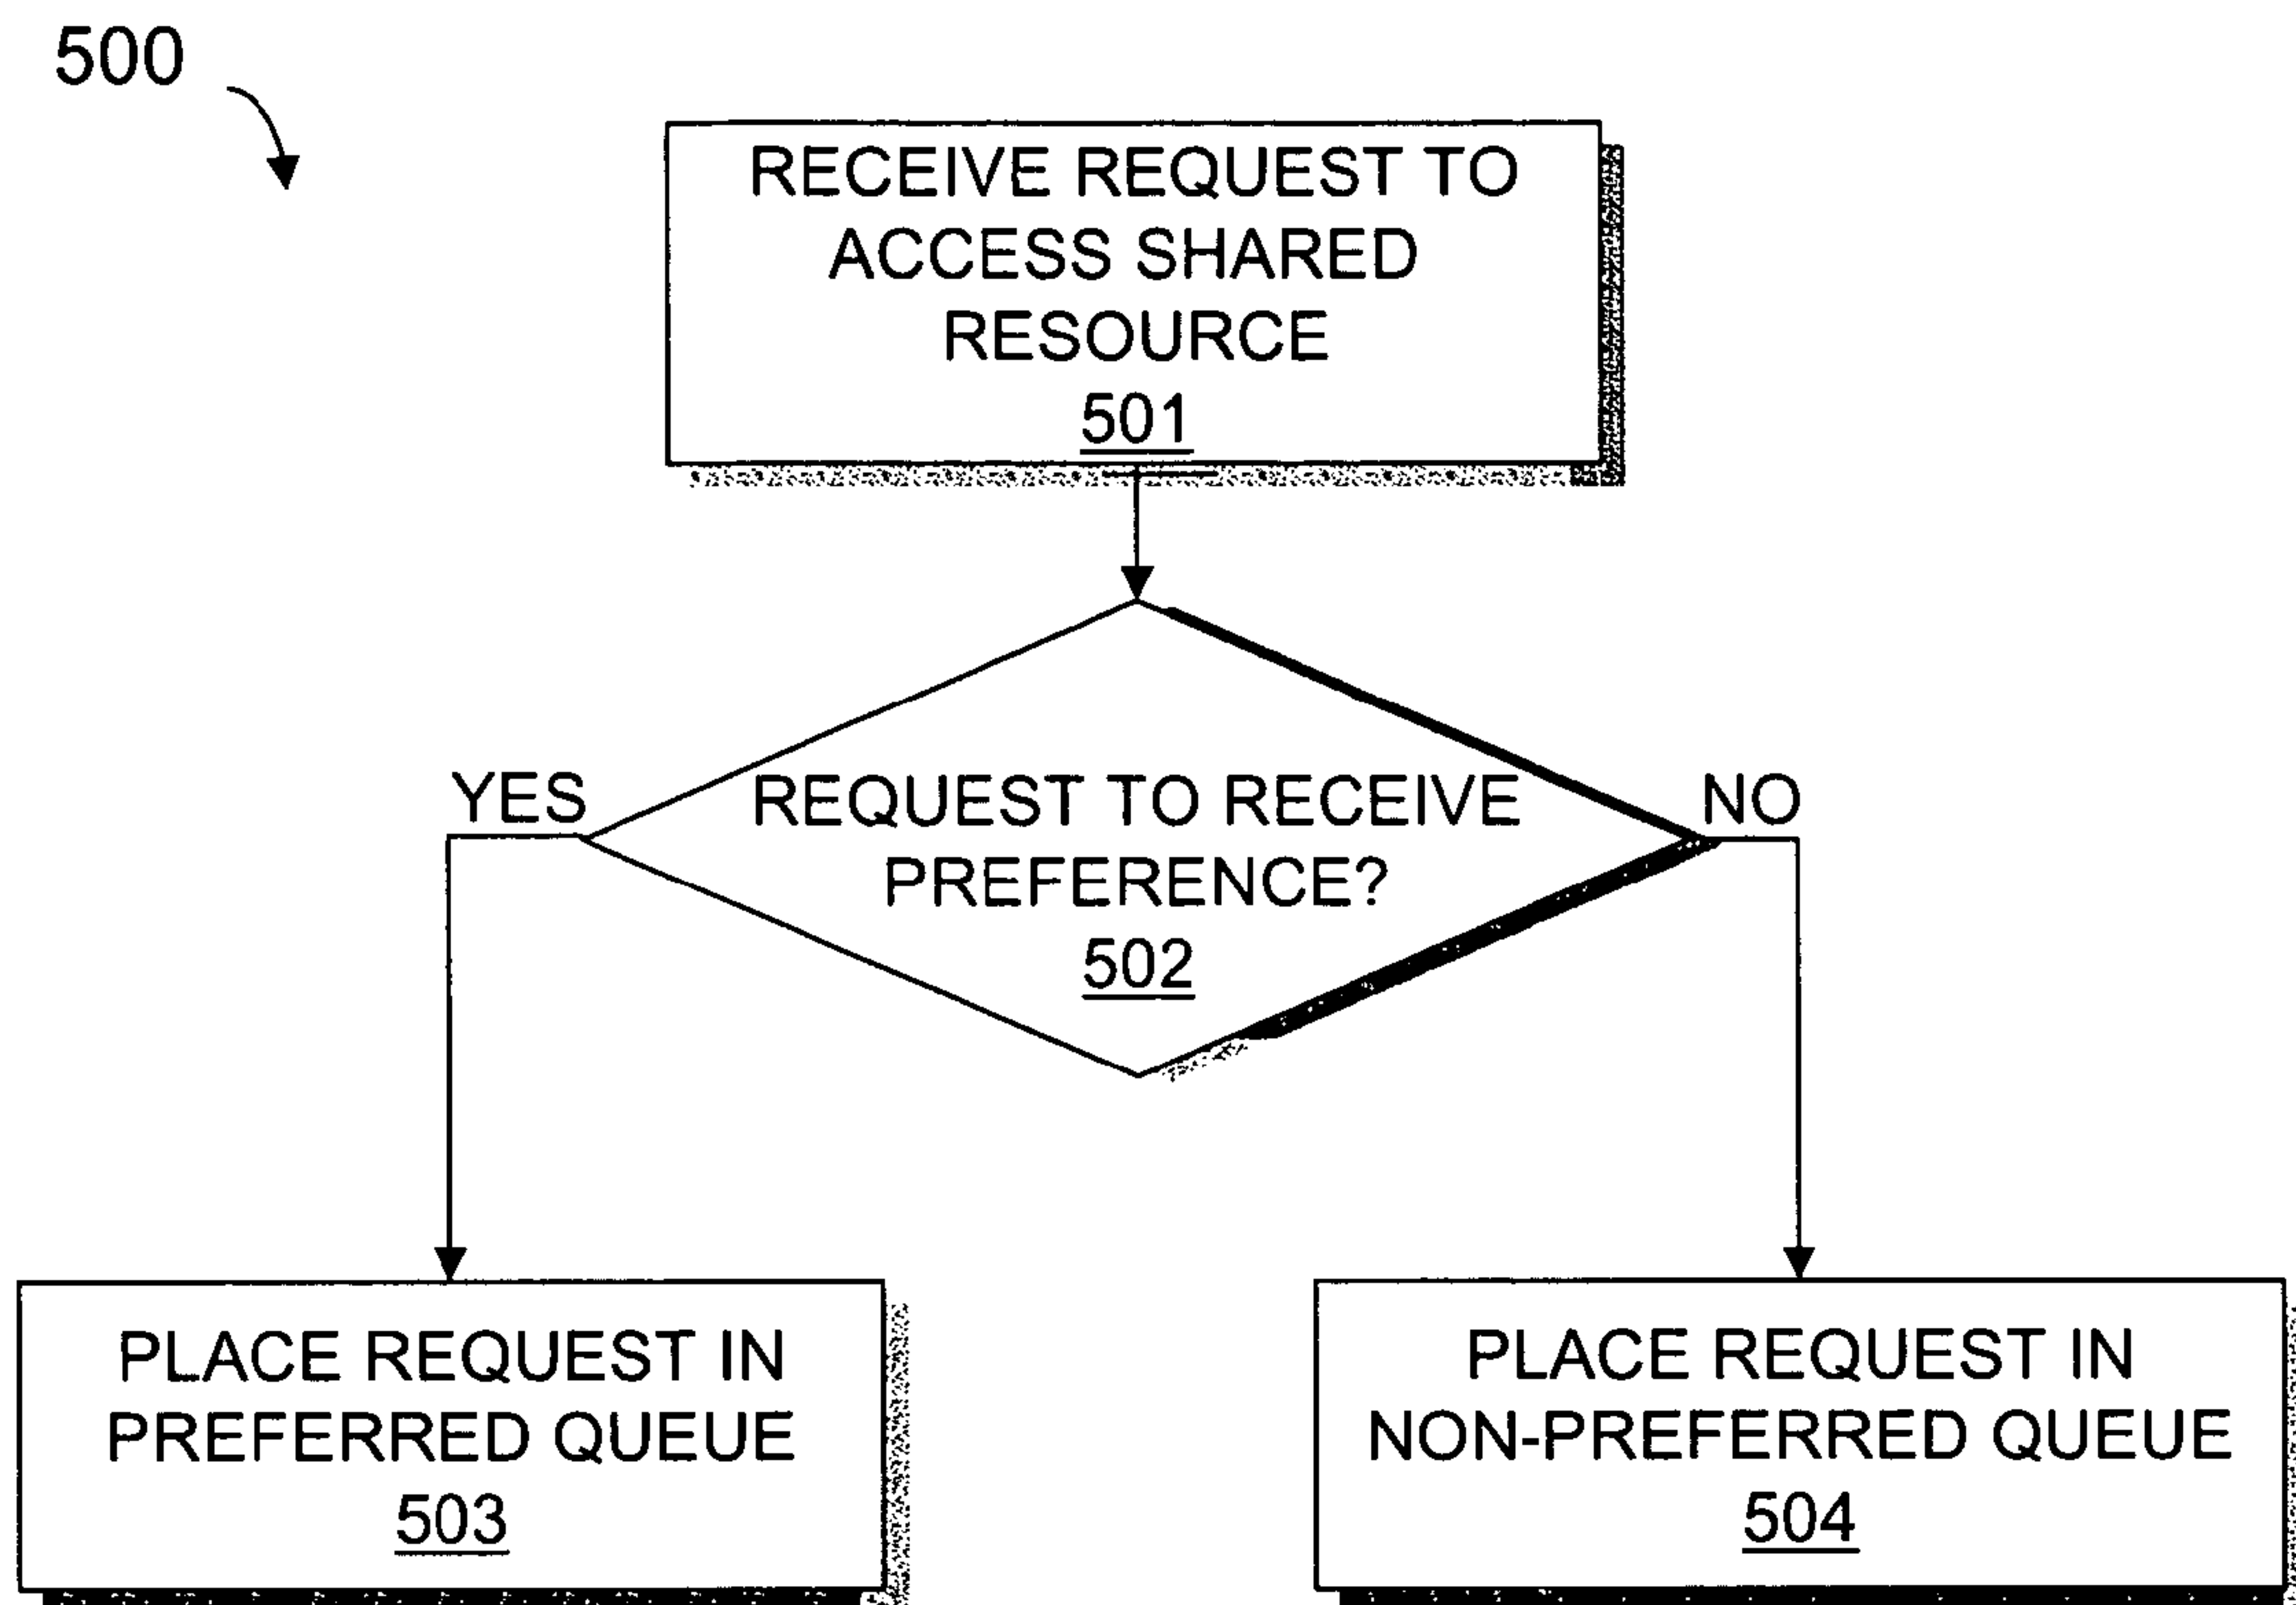 500
RECEIVE REQUEST TO
ACCESS SHARED
RESOURCE
501
REQUEST TO RECEIVE
PREFERENCE?
502
YES
NO
PLACE REQUEST IN
PREFERRED QUEUE
503
PLACE REQUEST IN
NON-PREFERRED QUEUE
504